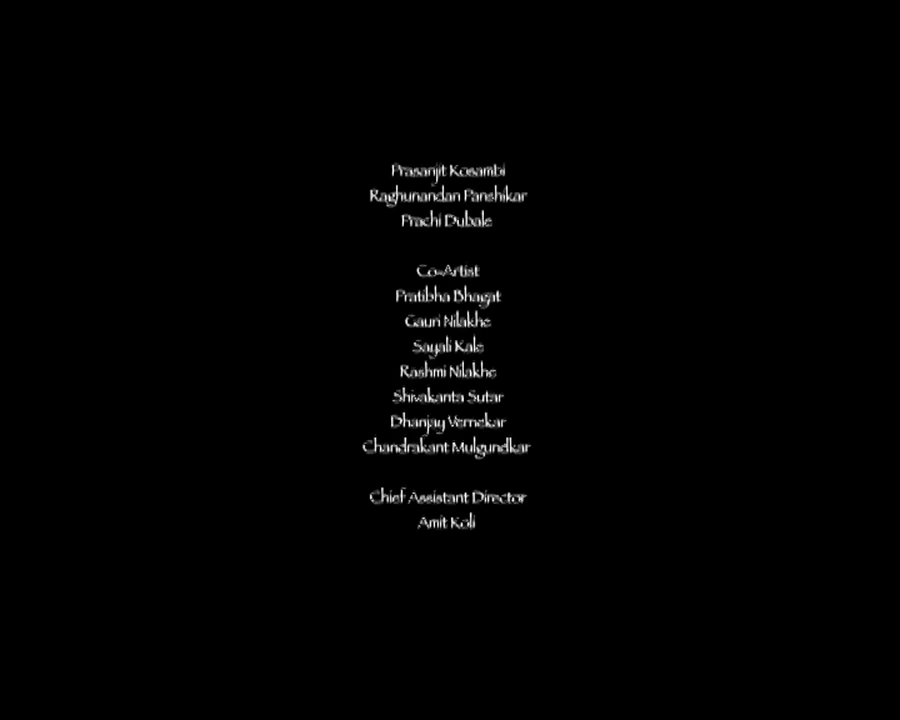 Prasanjit Kosambi
Raghunandan Panshikar
Prachi Dubale
Co-Artist
Pratibha Bhagat
Gauri Nilakhe
Sayali Kale
Rashmi Nilakhe
Shivakanta Sutar
Dhanjay Vernekar
Chandrakant Mulgundkar
Chief Assistant Director
Amit Koli